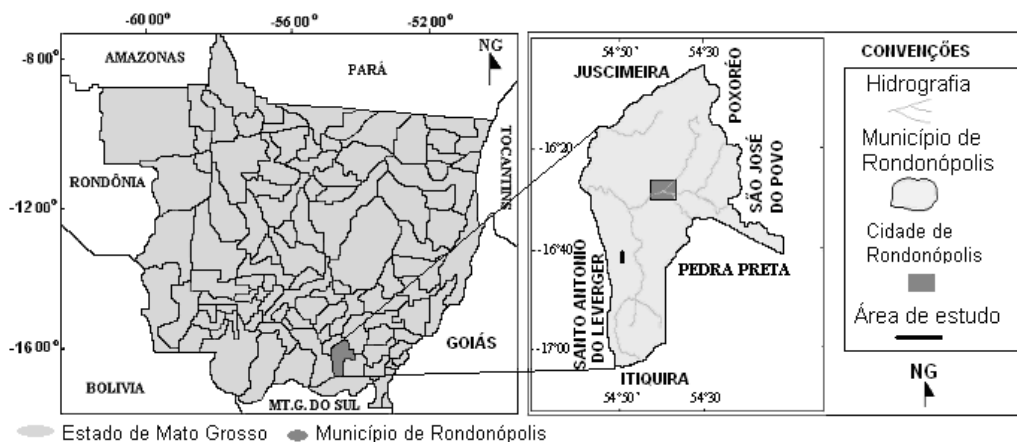 -60 00°
-56 00°
-52 00°
-8 00°
-12 00°
-16 00°
AMAZONAS
PARÁ
NG
TOCANTINS
RONDÔNIA
GOIÁS
BOLIVIA
MT.G. DO SUL
Estado de Mato Grosso
Município de Rondonópolis
54°50'
54°30
JUSCIMEIRA
POXORÉO
-16°20
SÃO JOSÉ
DO POVO
-16°40
SANTO ANTONIO
DO LEVERGER
PEDRA PRETA
-17°00
ITIQUIRA
54°50'
54°30
CONVENÇÕES
Hidrografia
Município de
Rondonópolis
Cidade de
Rondonópolis
Área de estudo
NG